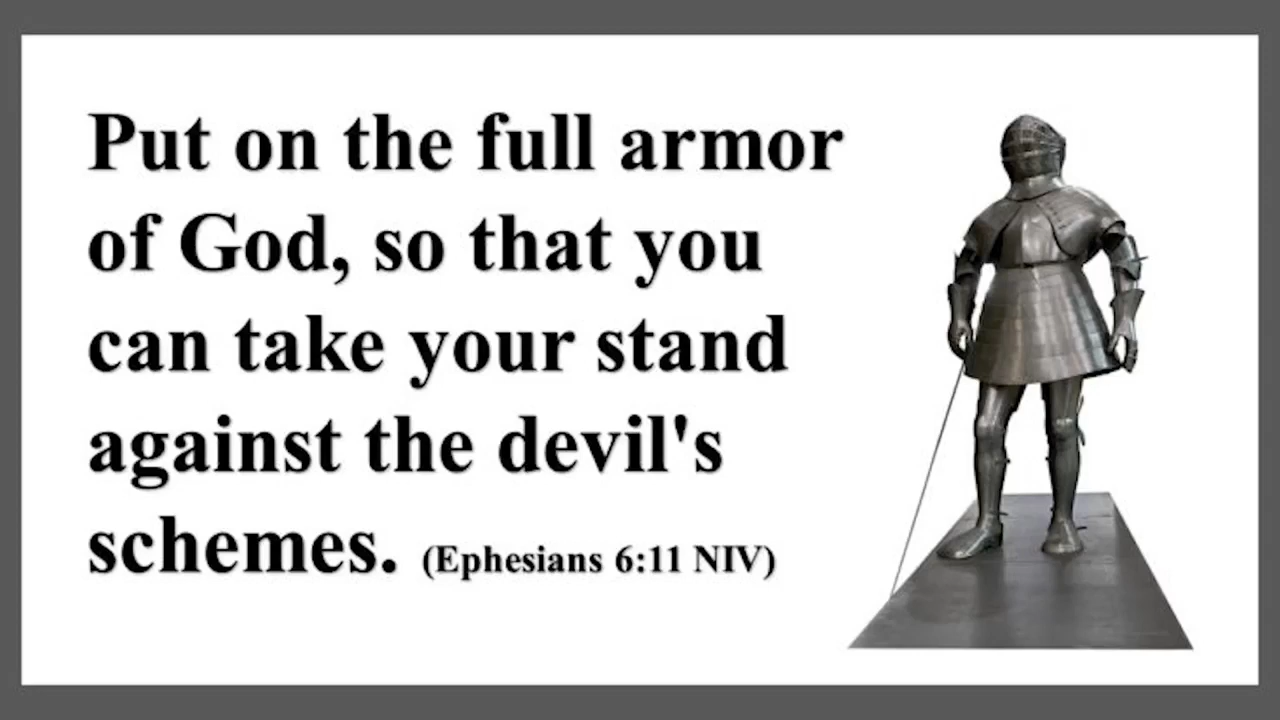 Put on the full armor
of God, so that you
can take your stand
against the devil's
schemes. (Ephesians 6:11 NIV)